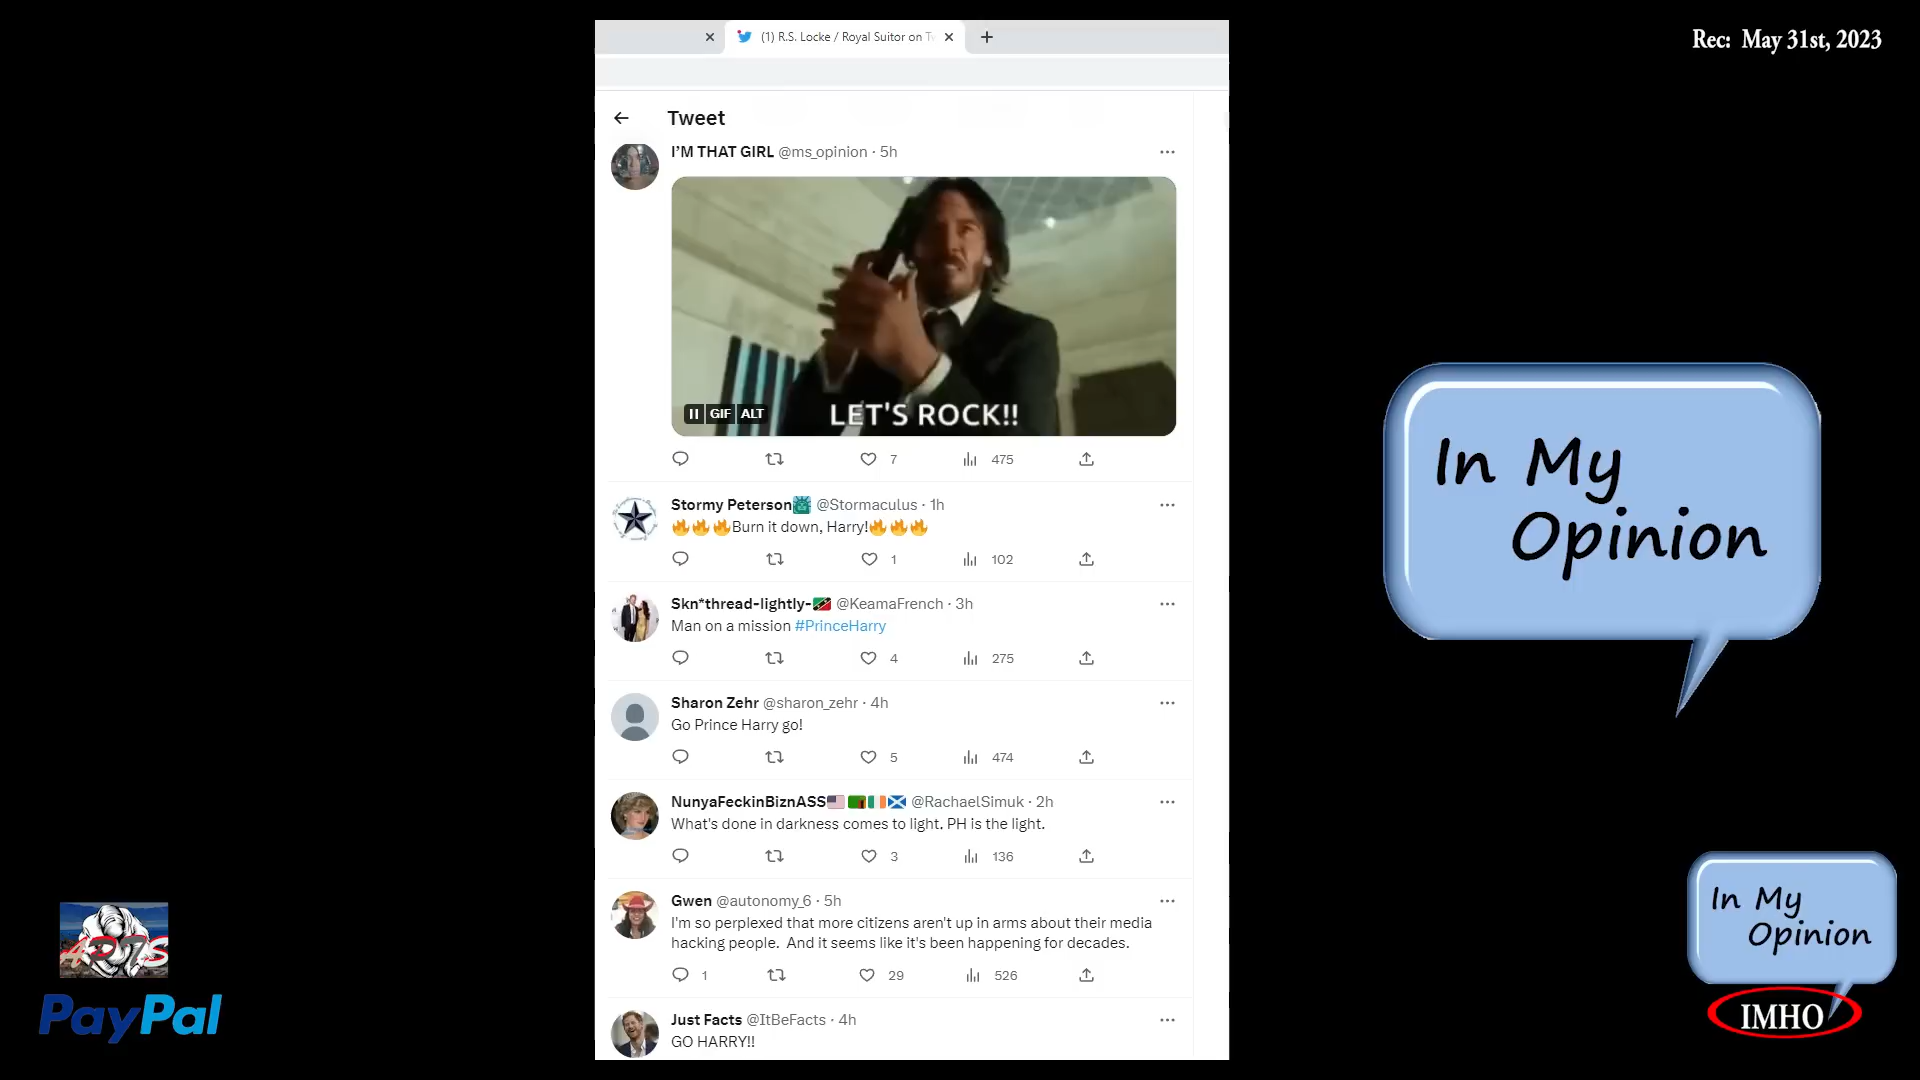 (1) R.S. Locke / Royal Suitor on Tw
Rec: May 31st, 2023
Tweet
I'M THAT GIRL @ms_opinion · 5h
LET'S ROCK!!
GIF ALT
7 475
Stormy Peterson @Stormaculus · 1h
🔥🔥🔥Burn it down, Harry!🔥🔥🔥
1 102
Skn*thread-lightly-🇰🇳 @KeamaFrench · 3h
Man on a mission #PrinceHarry
4 275
Sharon Zehr @sharon_zehr · 4h
Go Prince Harry go!
5 474
NunyaFeckinBiznASS🇺🇸🇿🇲🇮🇪🏴󠁧󠁢󠁳󠁣󠁴󠁿 @RachaelSimuk · 2h
What's done in darkness comes to light. PH is the light.
3 136
Gwen @autonomy_6 · 5h
I'm so perplexed that more citizens aren't up in arms about their media
hacking people.  And it seems like it's been happening for decades.
1 29 526
Just Facts @ItBeFacts · 4h
GO HARRY!!
In My
Opinion
In My
Opinion
IMHO
PayPal